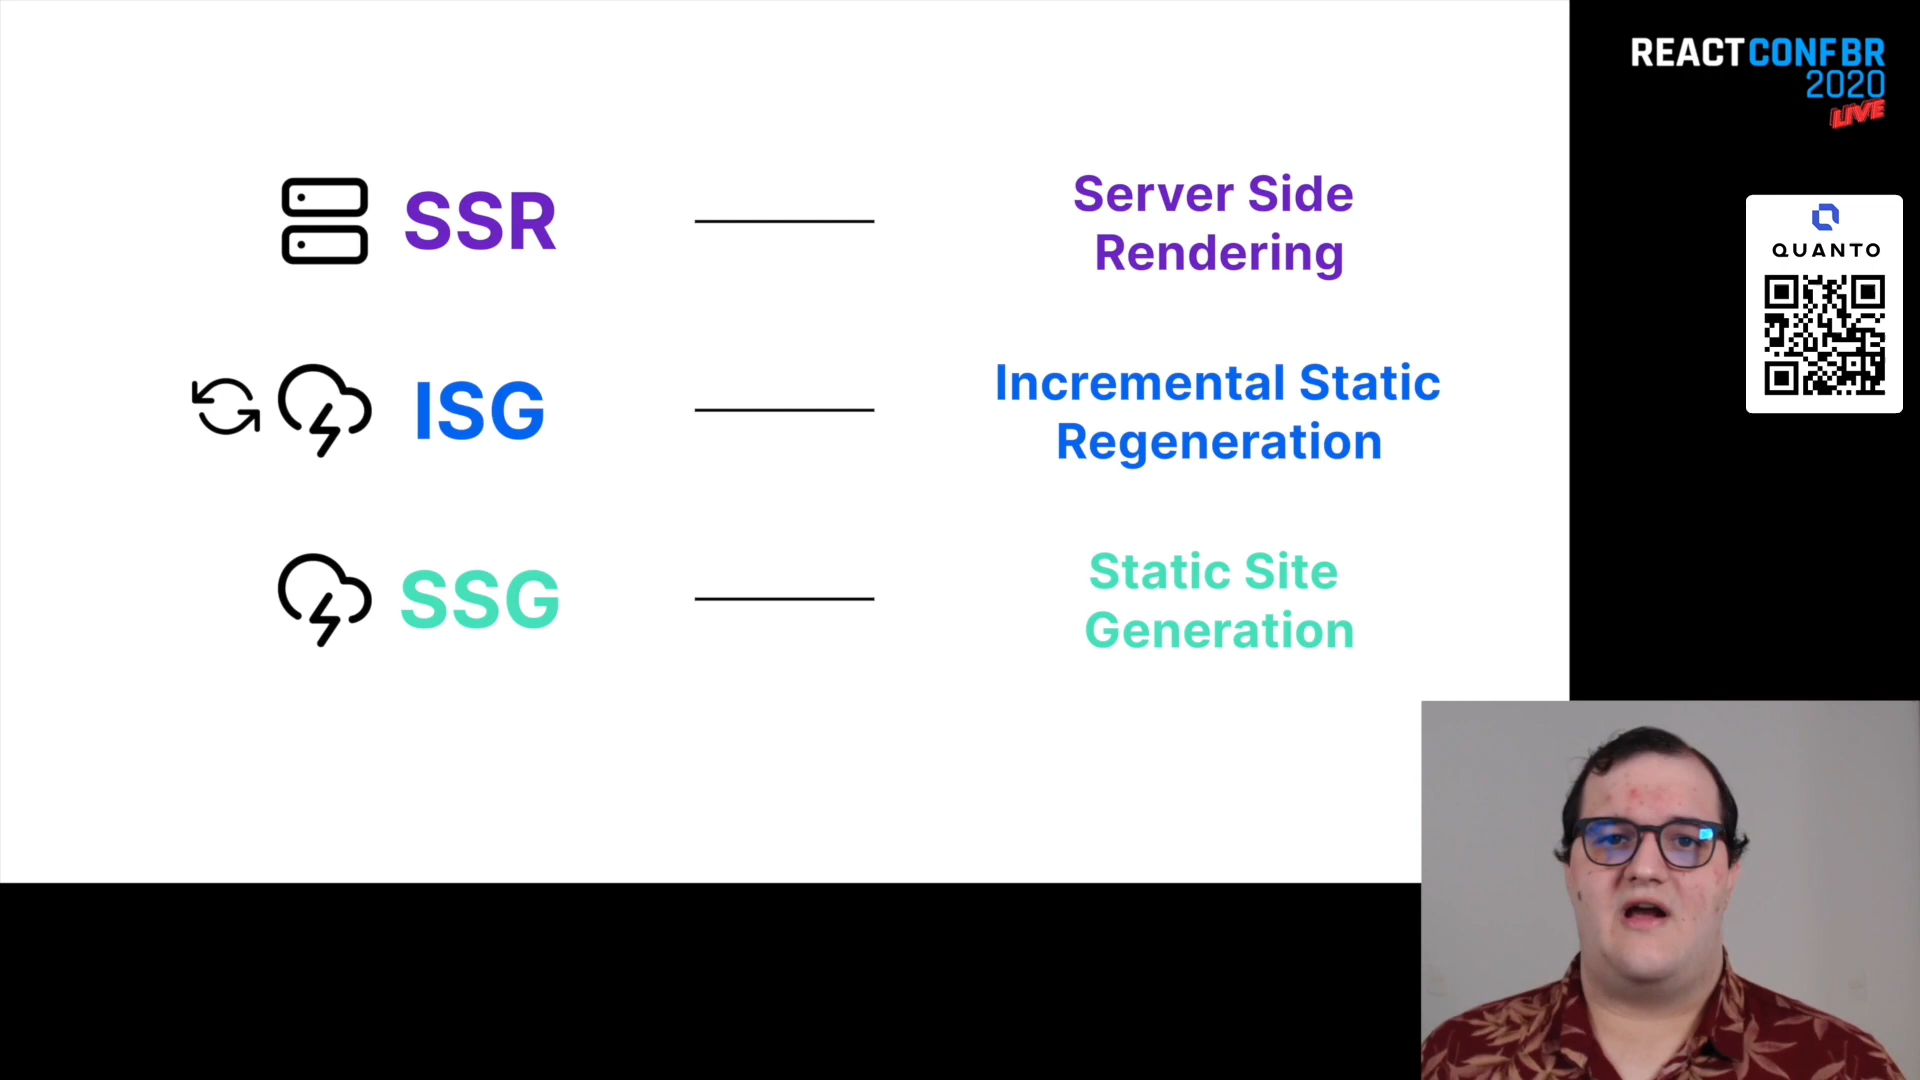 SSR
Server Side
Rendering
ISG
Incremental Static
Regeneration
SSG
Static Site
Generation
REACTCONFBR
2020
LIVE
QUANTO